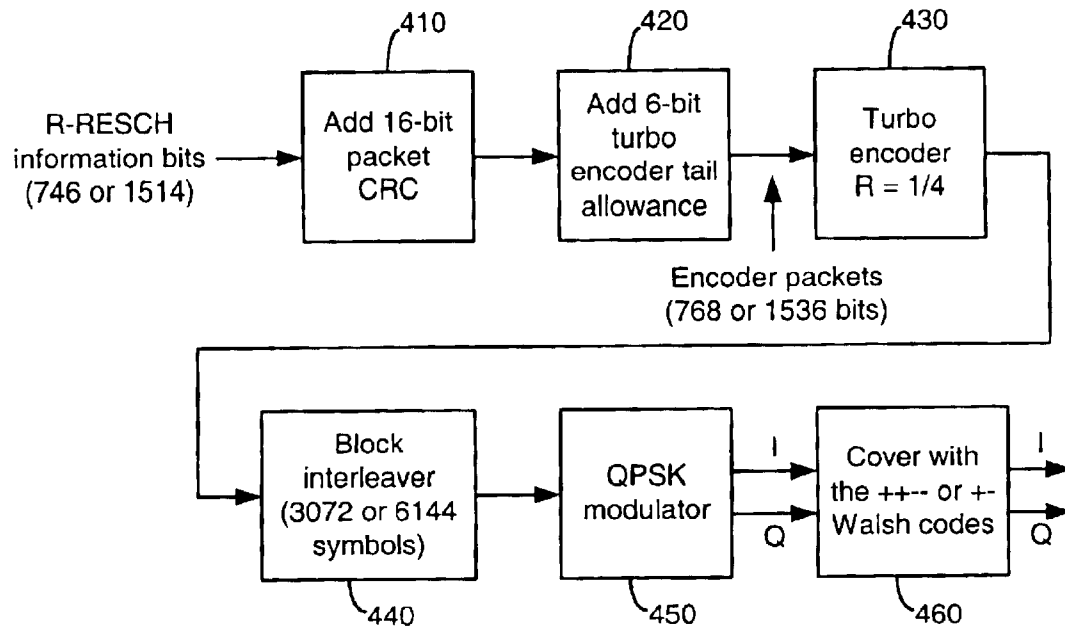 410
420
430
R-RESCH
information bits
(746 or 1514)
Add 16-bit
packet
CRC
Add 6-bit
turbo
encoder tail
allowance
Turbo
encoder
R = 1/4
Encoder packets
(768 or 1536 bits)
Block
interleaver
(3072 or 6144
symbols)
QPSK
modulator
I
Q
Cover with
the ++-- or +-
Walsh codes
I
Q
440
450
460